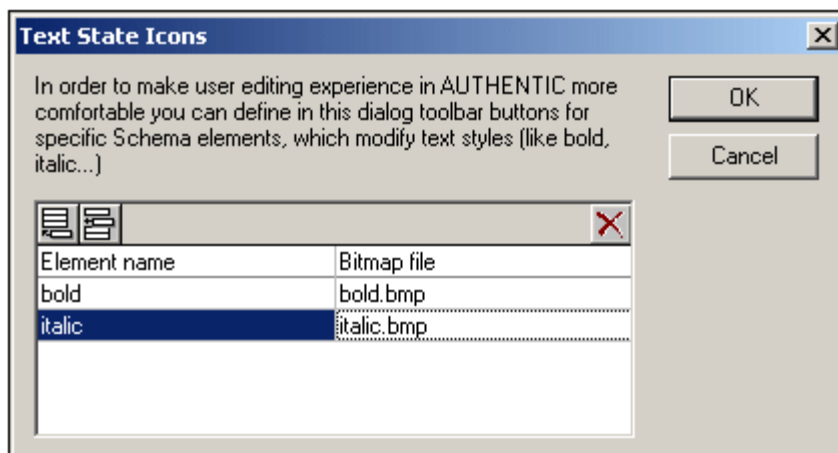 Text State Icons
In order to make user editing experience in AUTHENTIC more
comfortable you can define in this dialog toolbar buttons for
specific Schema elements, which modify text styles (like bold,
italic...)
OK
Cancel
Element name Bitmap file
bold bold.bmp
italic italic.bmp